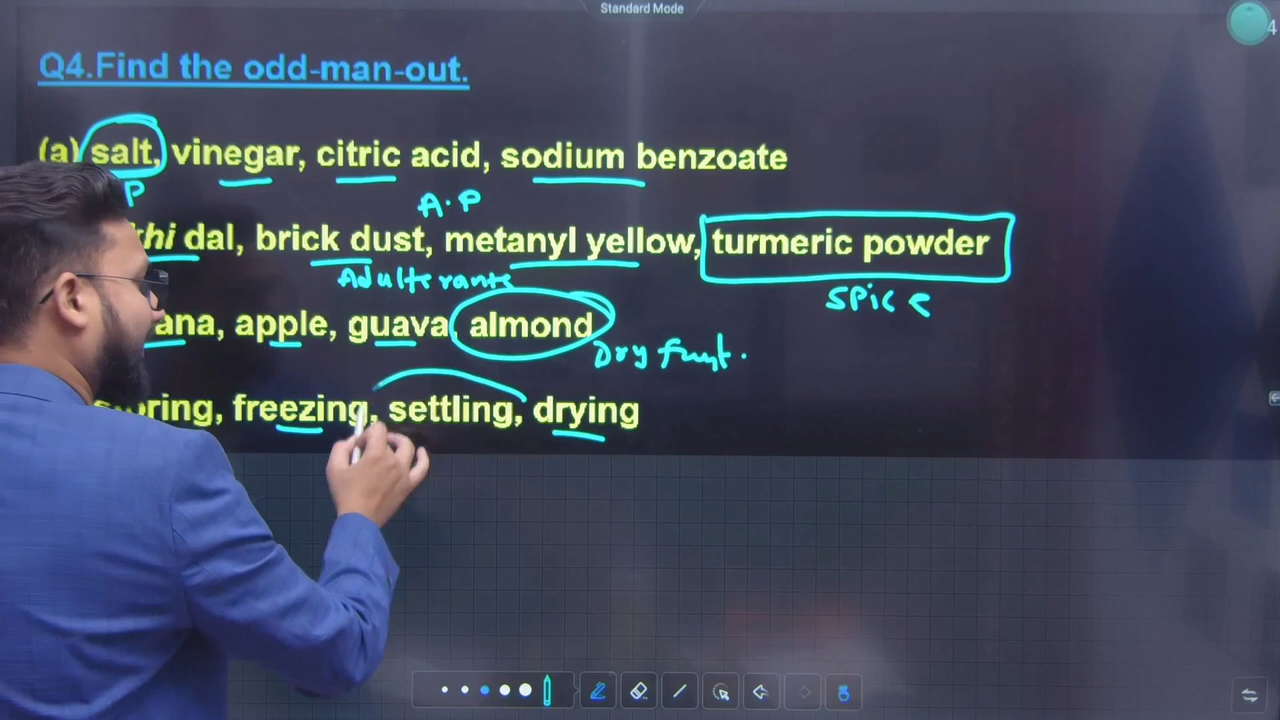 Standard Mode
4
Q4.Find the odd-man-out.
(a) salt, vinegar, citric acid, sodium benzoate
P
A.P
dal, brick dust, metanyl yellow, turmeric powder
Adulterants
Spice
apple, guava, almond
Dry fruit.
freezing, settling, drying